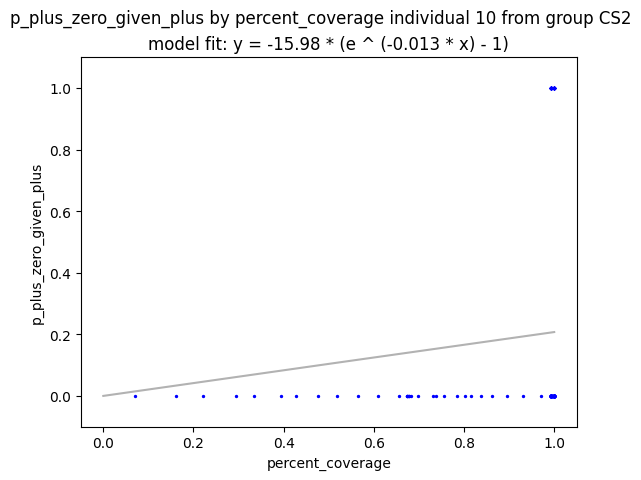 p_plus_zero_given_plus by percent_coverage individual 10 from group CS2
model fit: y = -15.98 * (e ^ (-0.013 * x) - 1)
1.0
0.8
0.6
0.4
0.2
0.0
p_plus_zero_given_plus
0.0 0.2 0.4 0.6 0.8 1.0
percent_coverage